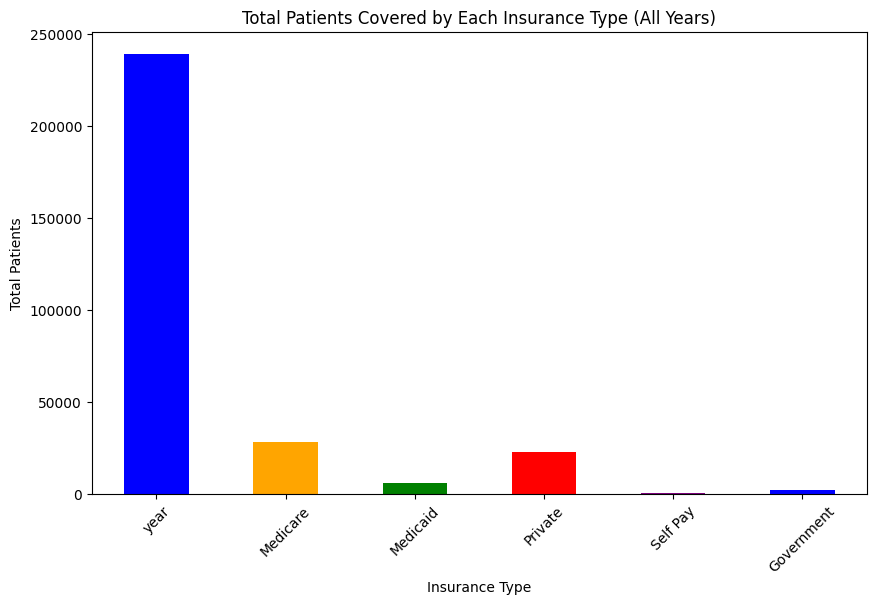 Total Patients Covered by Each Insurance Type (All Years)
250000
200000
150000
100000
50000
0
Total Patients
year
Medicare
Medicaid
Private
Self Pay
Government
Insurance Type